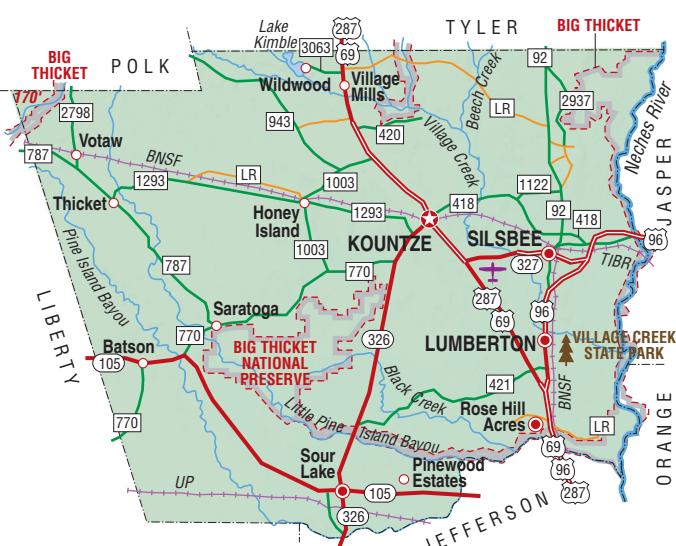 Lake
Kimble
3063
287
69
TYLER
BIG THICKET
BIG
THICKET
POLK
170'
2798
Wildwood
Village
Mills
943
420
LR
92
2937
Beech Creek
Village
Creek
Neches River
JASPER
Votaw
787
BNSF
1293
LR
1003
Thicket
Honey
Island
1293
418
1122
92
418
KOUNTZE
SILSBEE
96
TIBR
327
1003
770
787
Pine Island Bayou
LIBERTY
287
69
96
Saratoga
770
326
LUMBERTON
VILLAGE CREEK
STATE PARK
Batson
105
BIG THICKET
NATIONAL
PRESERVE
Black Creek
421
BNSF
770
Little Pine Island Bayou
Rose Hill
Acres
LR
ORANGE
69
96
287
Sour
Lake
Pinewood
Estates
UP
105
326
JEFFERSON